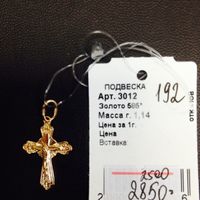 ПОДВЕСКА
Арт. 3012
192
Золото 585°
Масса г. 1,14
Цена за 1г.
Цена
Вставка
2500
2850